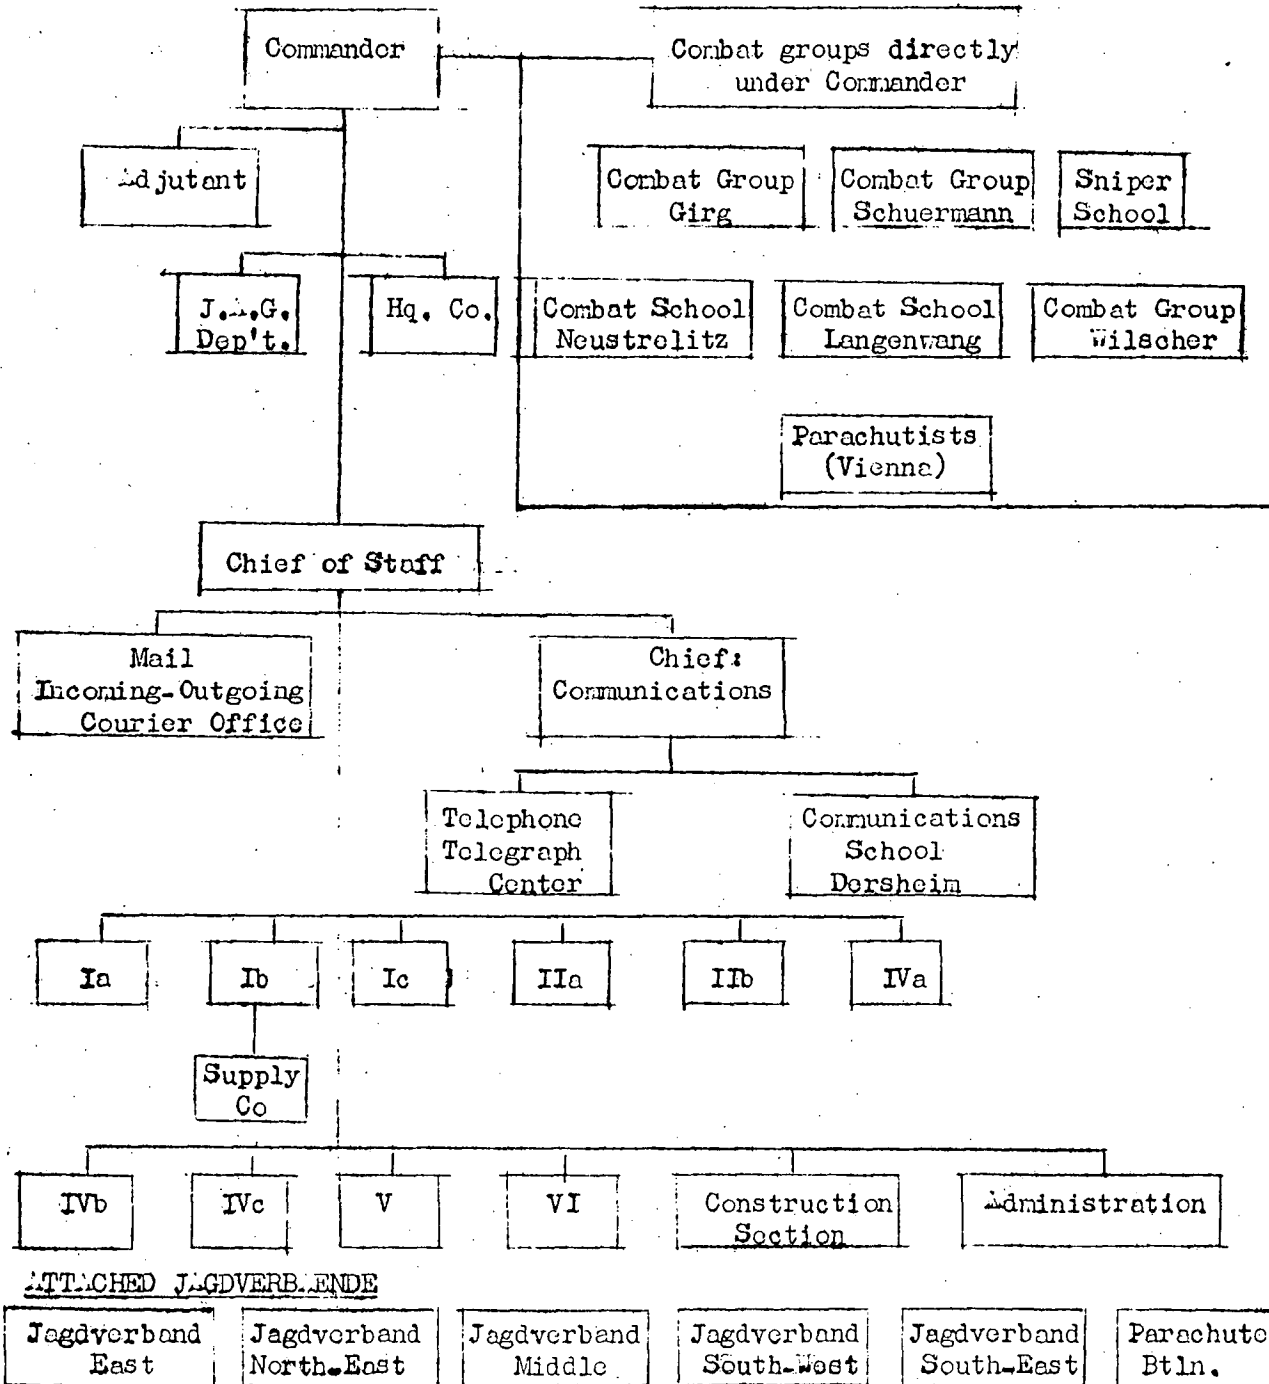 Commander
Combat groups directly
under Commander
Adjutant
Combat Group
Girg
Combat Group
Schuermann
Sniper
School
J.A.G.
Dep't.
Hq. Co.
Combat School
Neustrelitz
Combat School
Langenwang
Combat Group
Wilscher
Parachutists
(Vienna)
Chief of Staff
Mail
Incoming-Outgoing
Courier Office
Chief:
Communications
Telephone
Telegraph
Center
Communications
School
Dersheim
Ia
Ib
Ic
IIa
IIb
IVa
Supply
Co
IVb
IVc
V
VI
Construction
Section
Administration
ATTACHED JAGDVERBAENDE
Jagdverband
East
Jagdverband
North-East
Jagdverband
Middle
Jagdverband
South-West
Jagdverband
South-East
Parachute
Btln.